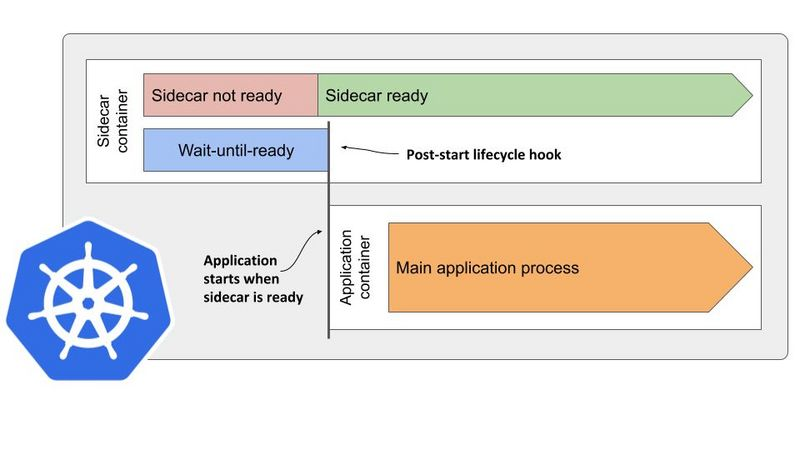 Sidecar
container
Sidecar not ready
Sidecar ready
Wait-until-ready
Post-start lifecycle hook
Application
starts when
sidecar is ready
Application
container
Main application process